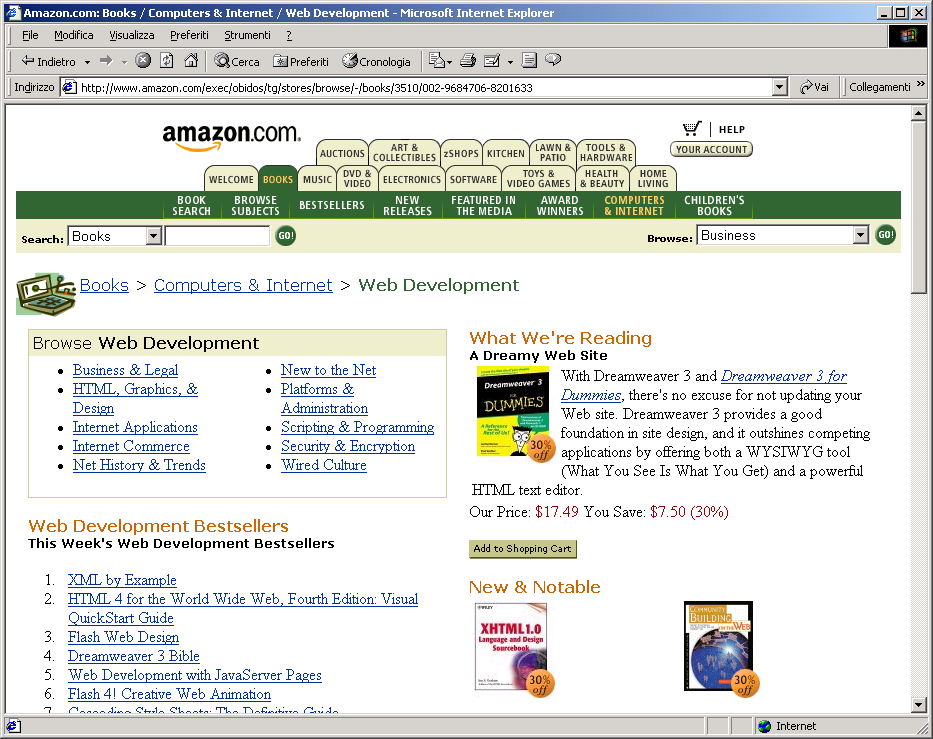 Amazon.com: Books / Computers & Internet / Web Development - Microsoft Internet Explorer
File Modifica Visualizza Preferiti Strumenti ?
Indietro Cerca Preferiti Cronologia
Indirizzo http://www.amazon.com/exec/obidos/tg/stores/browse/-/books/3510/002-9684706-8201633 Vai Collegamenti »
amazon.com. HELP
YOUR ACCOUNT
AUCTIONS ART & COLLECTIBLES zSHOPS KITCHEN LAWN & PATIO TOOLS & HARDWARE
WELCOME BOOKS MUSIC DVD & VIDEO ELECTRONICS SOFTWARE TOYS & VIDEO GAMES HEALTH & BEAUTY HOME LIVING
BOOK SEARCH BROWSE SUBJECTS BESTSELLERS NEW RELEASES FEATURED IN THE MEDIA AWARD WINNERS COMPUTERS & INTERNET CHILDREN'S BOOKS
Search: Books GO! Browse: Business GO!
Books > Computers & Internet > Web Development
Browse Web Development
• Business & Legal
• HTML, Graphics, &
Design
• Internet Applications
• Internet Commerce
• Net History & Trends
• New to the Net
• Platforms &
Administration
• Scripting & Programming
• Security & Encryption
• Wired Culture
Web Development Bestsellers
This Week's Web Development Bestsellers
1. XML by Example
2. HTML 4 for the World Wide Web, Fourth Edition: Visual
QuickStart Guide
3. Flash Web Design
4. Dreamweaver 3 Bible
5. Web Development with JavaServer Pages
6. Flash 4! Creative Web Animation
7. Cascading Style Sheets: The Definitive Guide
What We're Reading
A Dreamy Web Site
Dreamweaver 3
FOR
DUMMIES
30%
off
With Dreamweaver 3 and Dreamweaver 3 for
Dummies, there's no excuse for not updating your
Web site. Dreamweaver 3 provides a good
foundation in site design, and it outshines competing
applications by offering both a WYSIWYG tool
(What You See Is What You Get) and a powerful
HTML text editor.
Our Price: $17.49 You Save: $7.50 (30%)
Add to Shopping Cart
New & Notable
WILEY
XHTML 1.0
Language and Design
Sourcebook
30%
off
COMMUNITY
BUILDING
ON THE WEB
30%
off
Internet